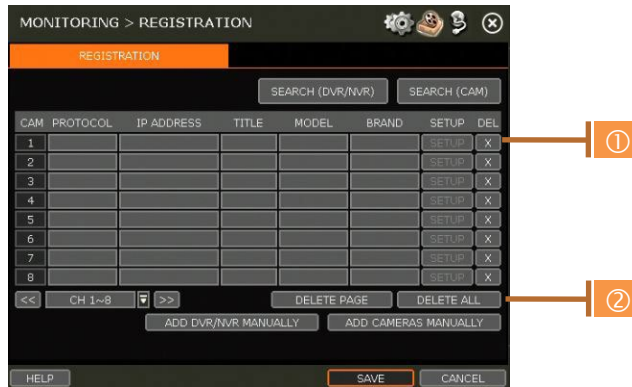 MONITORING > REGISTRATION
REGISTRATION
SEARCH (DVR/NVR) SEARCH (CAM)
CAM PROTOCOL IP ADDRESS TITLE MODEL BRAND SETUP DEL
1 SETUP X ①
2 SETUP X
3 SETUP X
4 SETUP X
5 SETUP X
6 SETUP X
7 SETUP X
8 SETUP X
<< CH 1~8 >> DELETE PAGE DELETE ALL ②
ADD DVR/NVR MANUALLY ADD CAMERAS MANUALLY
HELP SAVE CANCEL